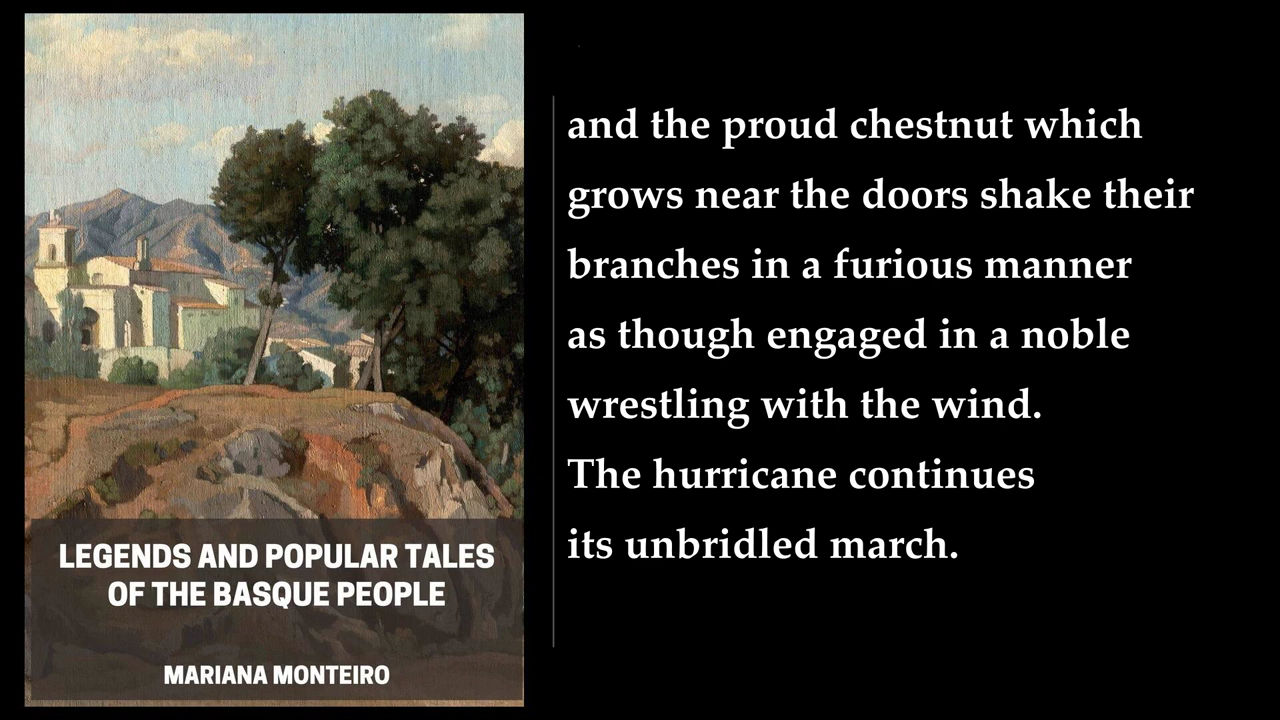 LEGENDS AND POPULAR TALES
OF THE BASQUE PEOPLE
MARIANA MONTEIRO
and the proud chestnut which
grows near the doors shake their
branches in a furious manner
as though engaged in a noble
wrestling with the wind.
The hurricane continues
its unbridled march.